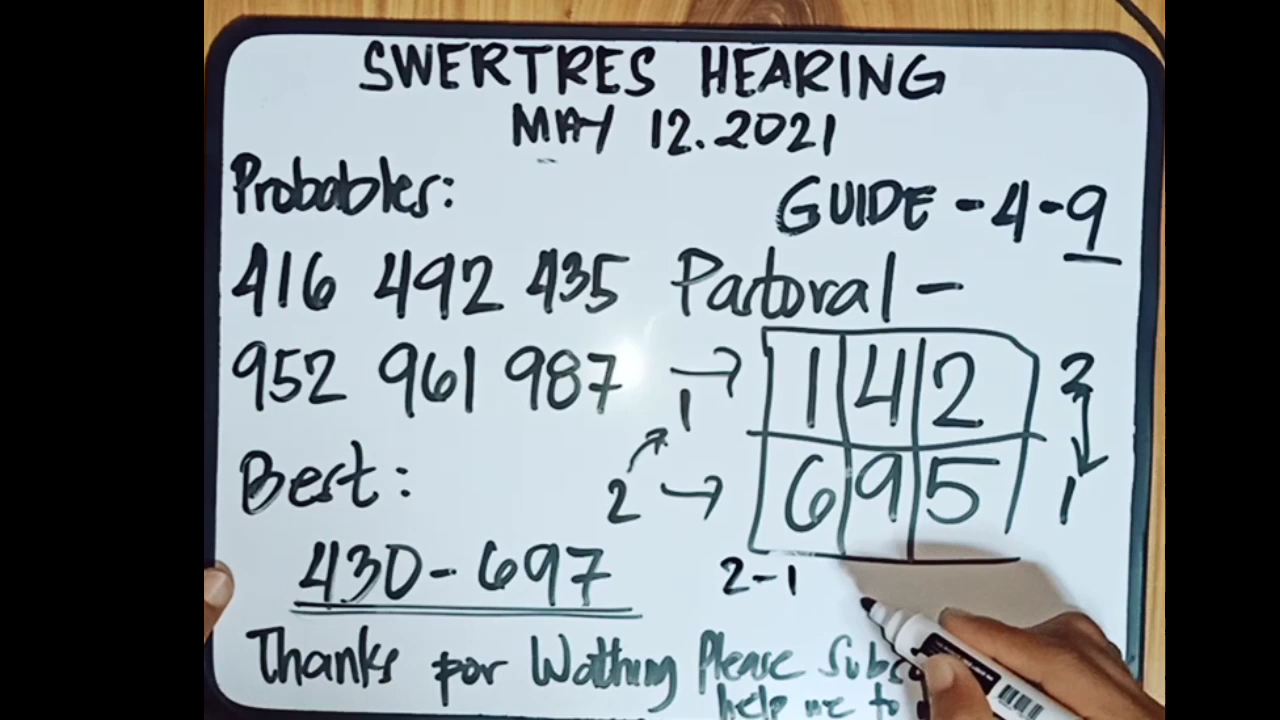 SWERTRES HEARING
MAY 12.2021
Probables:
GUIDE - 4 - 9
416 492 435
Pastoral -
952 961 987
1 → 1 4 2 2
Best:
2 → 6 9 5 1
430 - 697
2 - 1
Thanks por Wathing Please
help me to